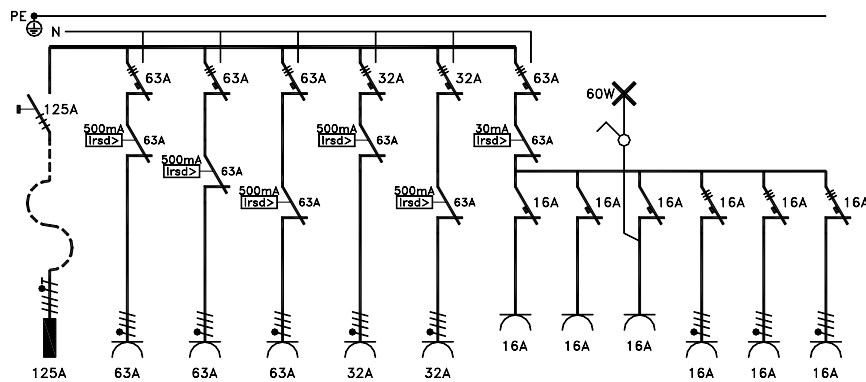 PE
N
63A 63A 63A 32A 32A 63A
60W
125A
500mA 500mA 30mA
Irsd> 63A Irsd> 63A Irsd> 63A
500mA
Irsd> 63A
500mA 500mA
Irsd> 63A Irsd> 63A
16A 16A 16A 16A 16A 16A
16A 16A 16A
125A 63A 63A 63A 32A 32A 16A 16A 16A